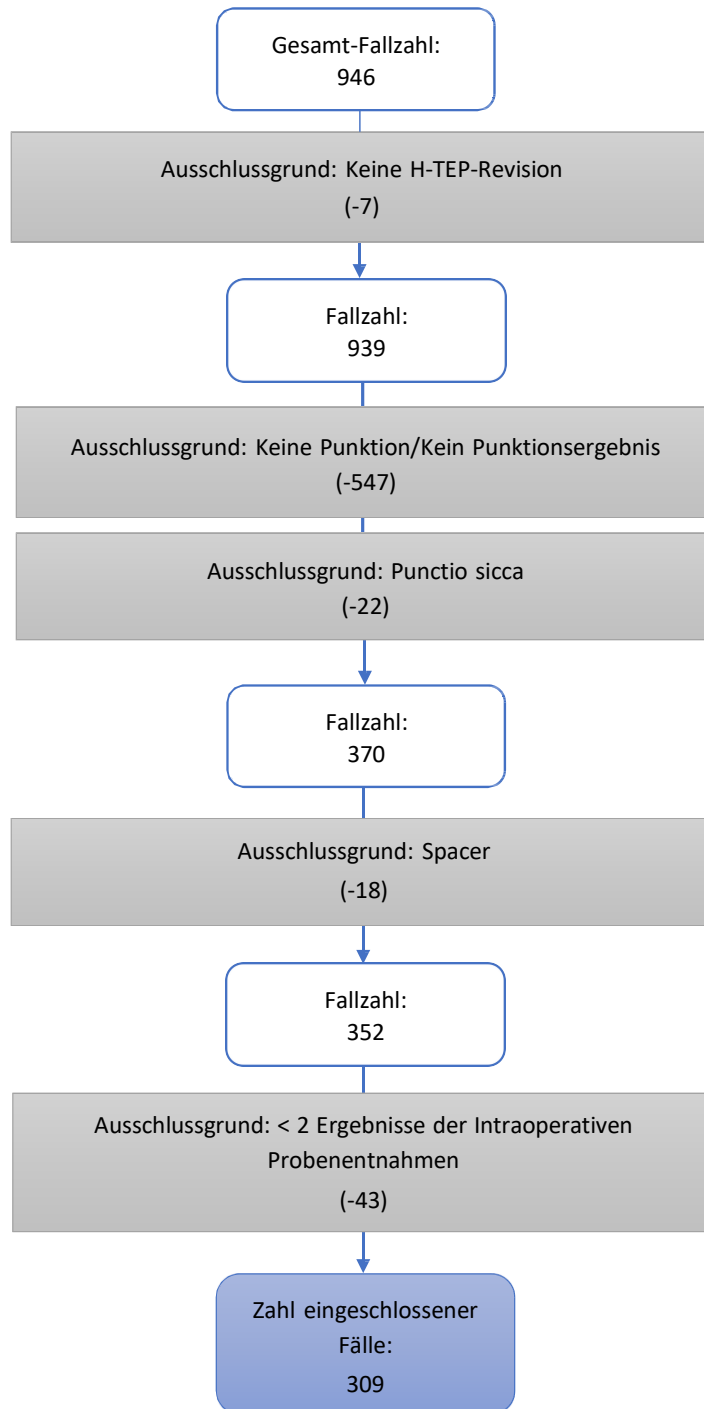 Gesamt-Fallzahl:
946
Ausschlussgrund: Keine H-TEP-Revision
(-7)
Fallzahl:
939
Ausschlussgrund: Keine Punktion/Kein Punktionsergebnis
(-547)
Ausschlussgrund: Punctio sicca
(-22)
Fallzahl:
370
Ausschlussgrund: Spacer
(-18)
Fallzahl:
352
Ausschlussgrund: < 2 Ergebnisse der Intraoperativen
Probenentnahmen
(-43)
Zahl eingeschlossener
Fälle:
309